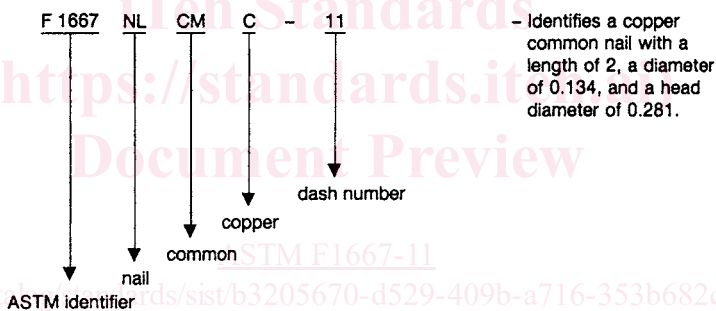 iTeh Standards
F 1667 NL CM C – 11
– Identifies a copper
common nail with a
length of 2, a diameter
of 0.134, and a head
diameter of 0.281.
https://standards.iteh.ai
Document Preview
dash number
copper
common
ASTM F1667-11
nail
ASTM identifier
/standards/sist/b3205670-d529-409b-a716-353b682